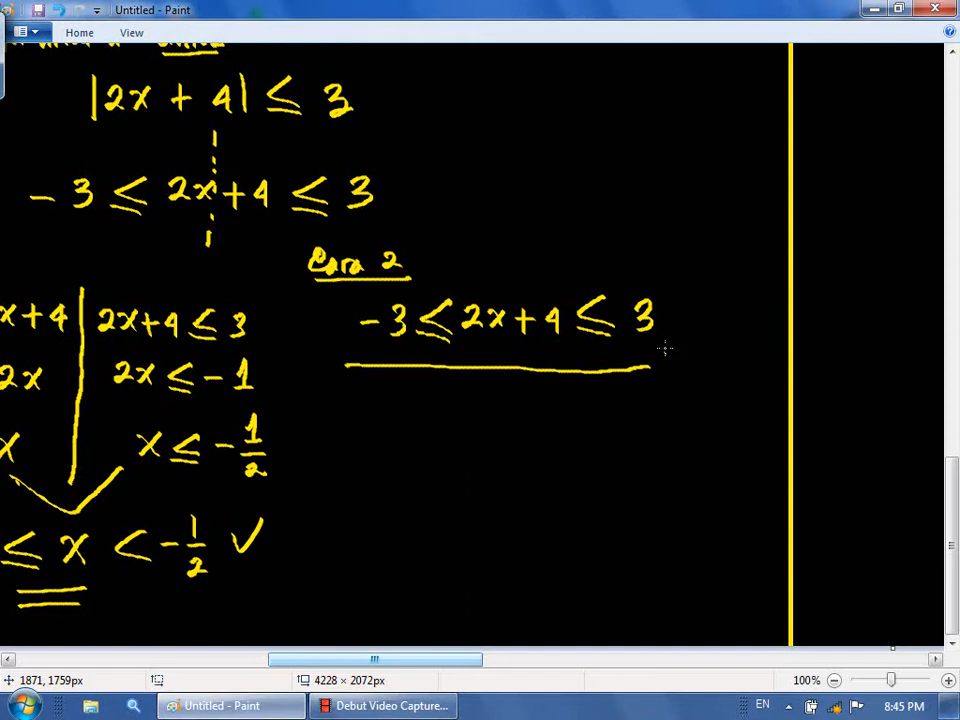 Untitled - Paint
Home View
|2x + 4| ≤ 3
- 3 ≤ 2x+4 ≤ 3
Cara 2
-3 ≤ 2x+4 ≤ 3
x+4 | 2x+4 ≤ 3
2x | 2x ≤ -1
x | x ≤ -1/2
≤ x < -1/2 ✓
1871, 1759px 4228 × 2072px 100%
Untitled - Paint Debut Video Capture... EN 8:45 PM